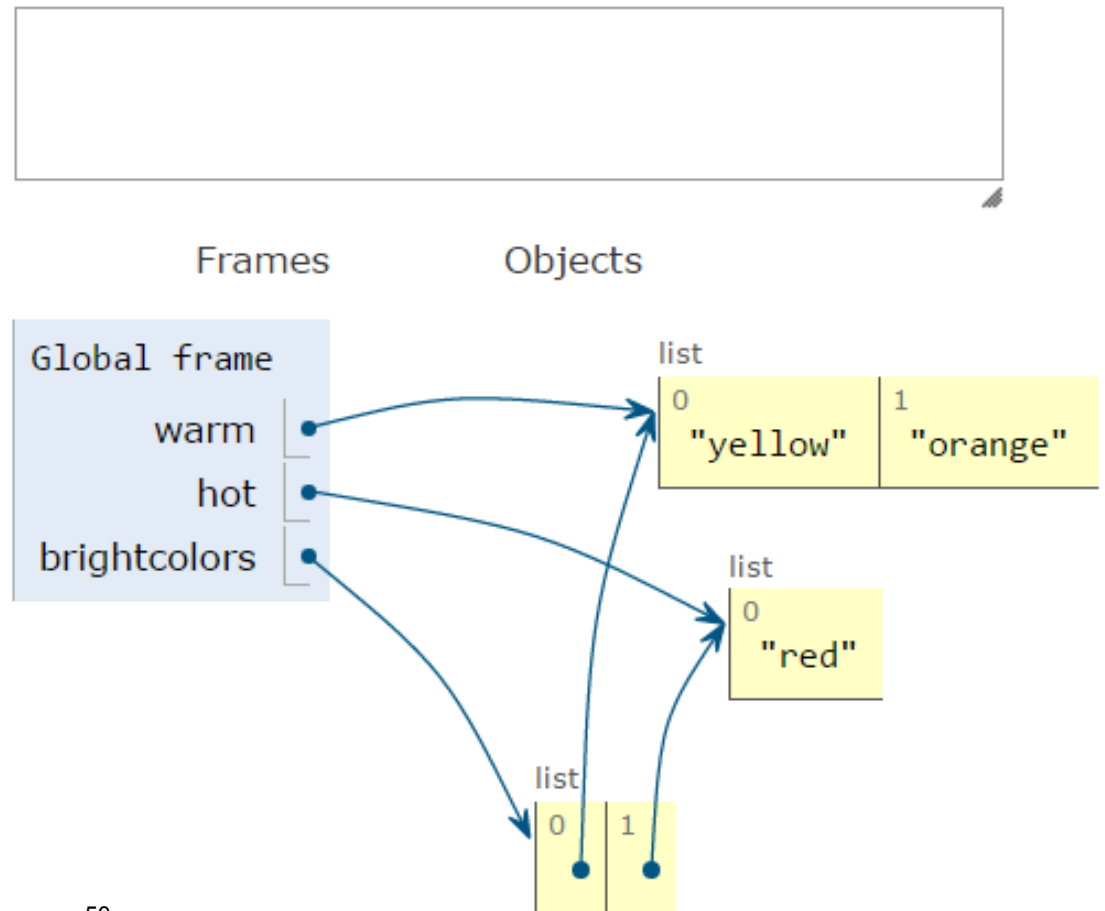 Frames Objects
Global frame
warm
hot
brightcolors
list
0 1
"yellow" "orange"
list
0
"red"
list
0 1